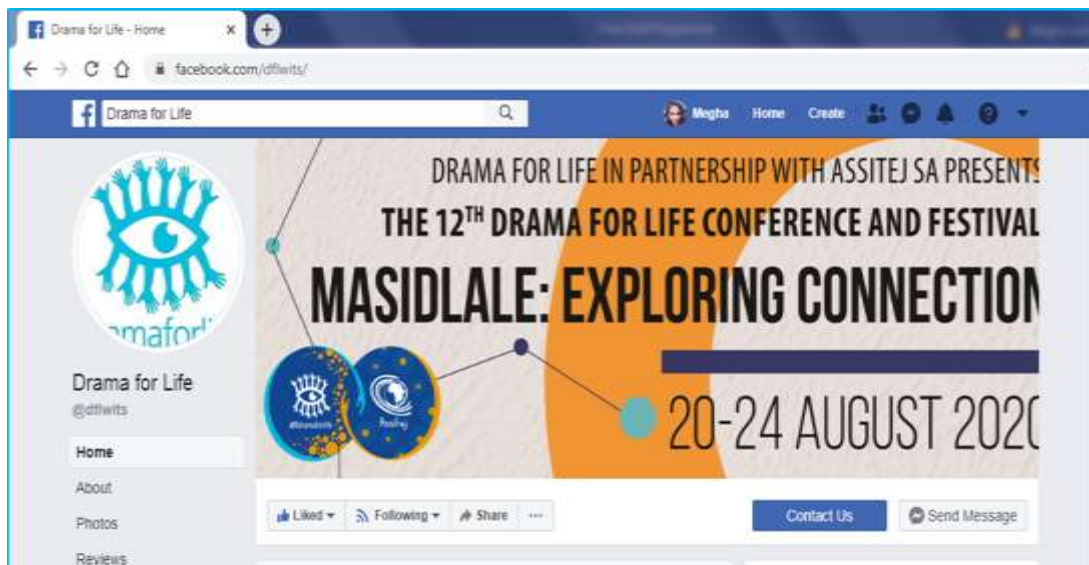 Drama for Life - Home
facebook.com/dflwits/
Drama for Life
Megha Home Create
DRAMA FOR LIFE IN PARTNERSHIP WITH ASSITEJ SA PRESENTS
THE 12TH DRAMA FOR LIFE CONFERENCE AND FESTIVAL
MASIDLALE: EXPLORING CONNECTION
20-24 AUGUST 2020
Drama for Life
@dflwits
Home
About
Photos
Reviews
Liked Following Share
Contact Us Send Message